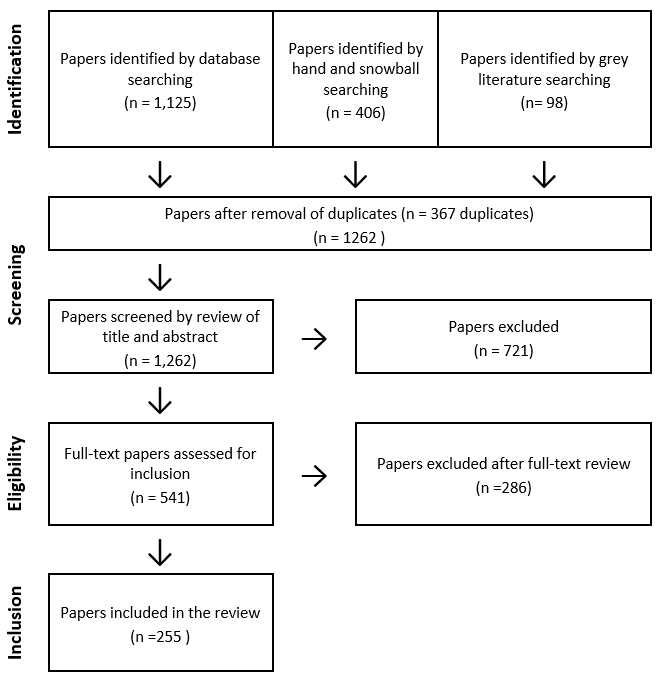 Identification
Papers identified by database
searching
(n = 1,125)
Papers identified by
hand and snowball
searching
(n = 406)
Papers identified by grey
literature searching
(n= 98)
Screening
Papers after removal of duplicates (n = 367 duplicates)
(n = 1262 )
Papers screened by review of
title and abstract
(n = 1,262)
Papers excluded
(n = 721)
Eligibility
Full-text papers assessed for
inclusion
(n = 541)
Papers excluded after full-text review
(n =286)
Inclusion
Papers included in the review
(n =255 )